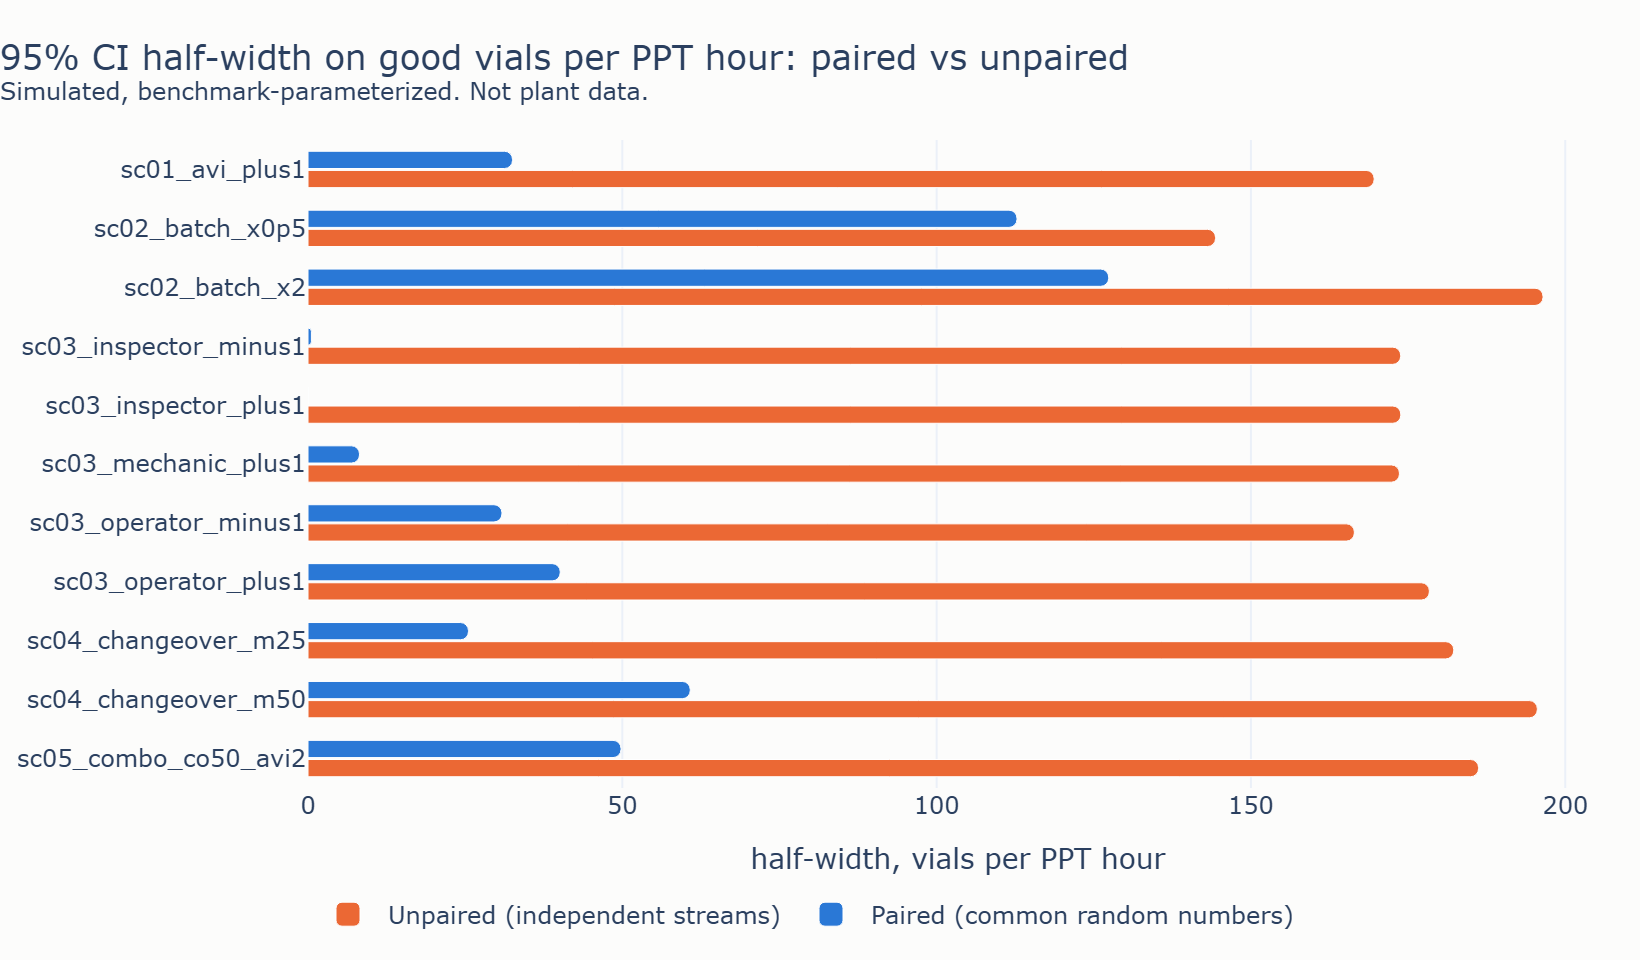 95% CI half-width on good vials per PPT hour: paired vs unpaired
Simulated, benchmark-parameterized. Not plant data.
sc01_avi_plus1
sc02_batch_x0p5
sc02_batch_x2
sc03_inspector_minus1
sc03_inspector_plus1
sc03_mechanic_plus1
sc03_operator_minus1
sc03_operator_plus1
sc04_changeover_m25
sc04_changeover_m50
sc05_combo_co50_avi2
0 50 100 150 200
half-width, vials per PPT hour
Unpaired (independent streams) Paired (common random numbers)